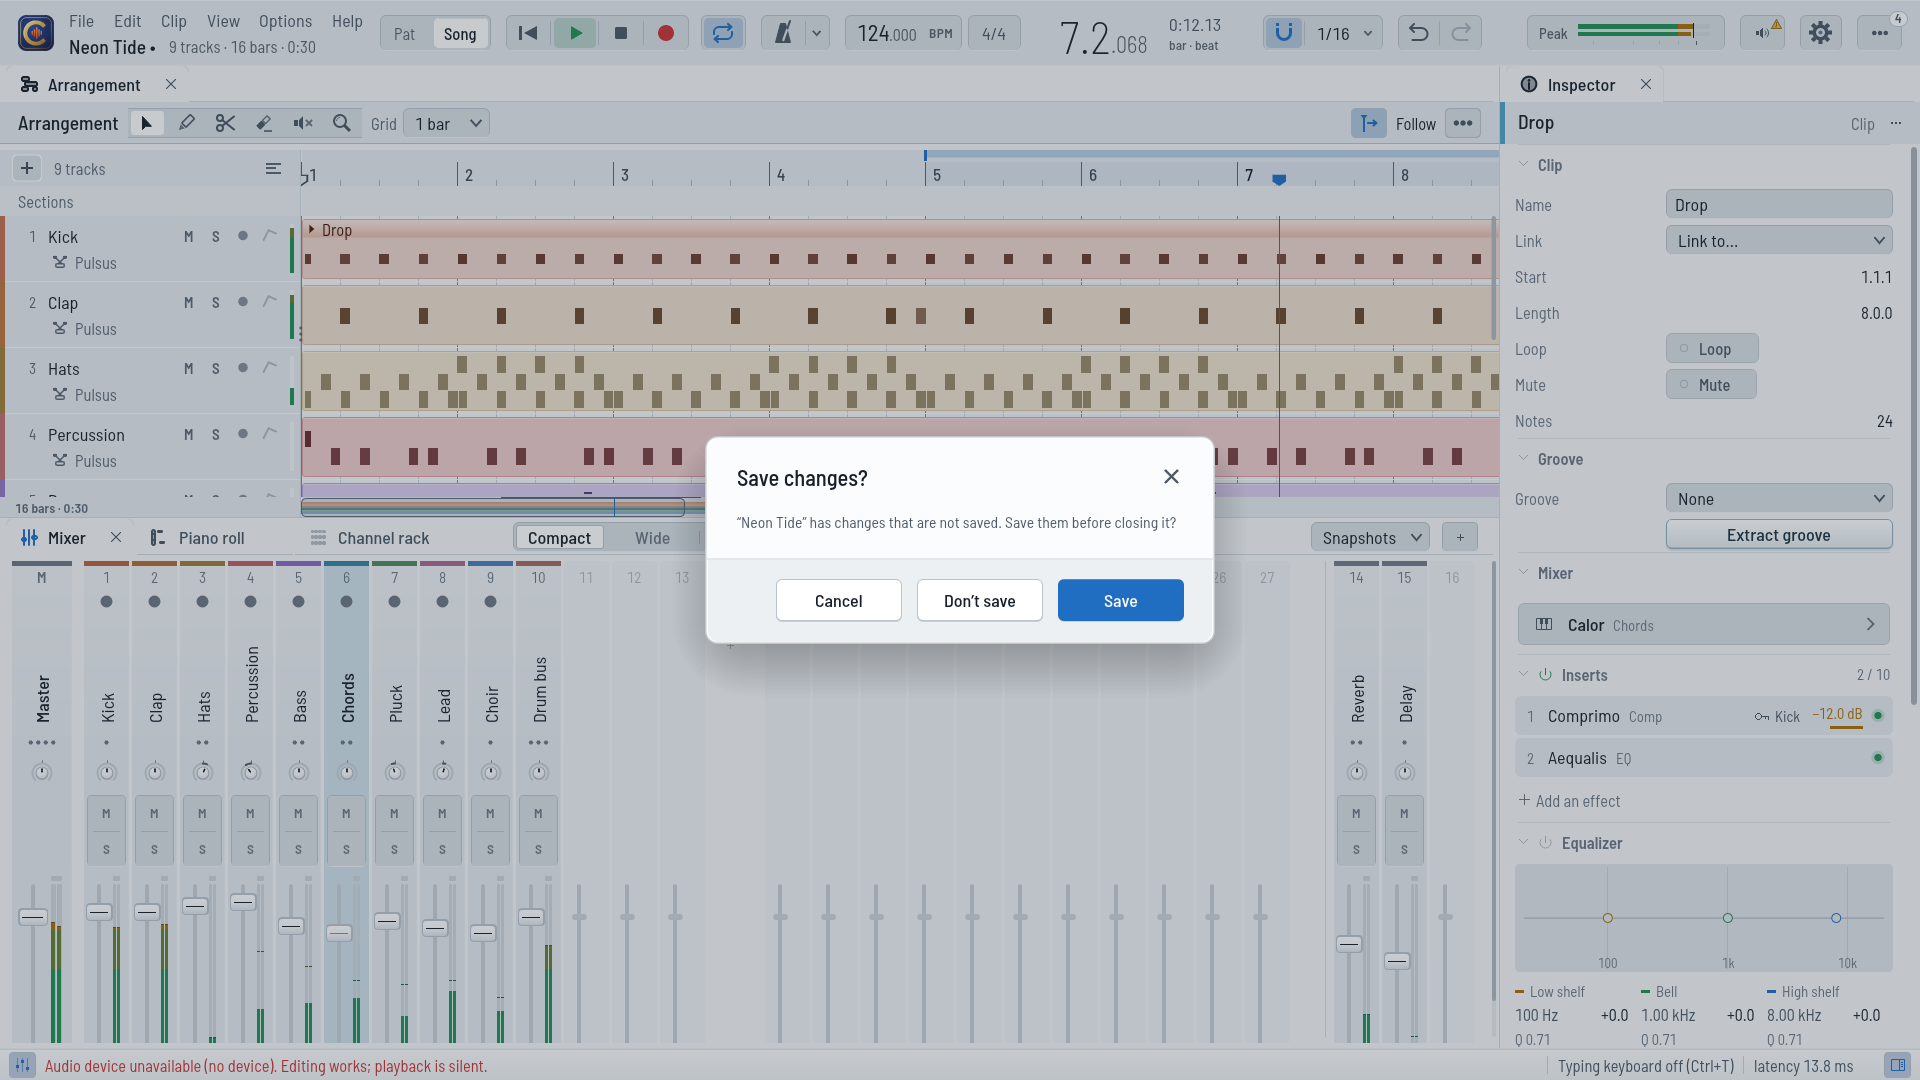 File Edit Clip View Options Help
Neon Tide • 9 tracks · 16 bars · 0:30
Pat Song
124.000 BPM 4/4
7.2.068
0:12.13
bar · beat
1/16
Peak
4
Arrangement
Inspector
Arrangement
Grid 1 bar
Follow
Drop Clip
9 tracks
1 2 3 4 5 6 7 8
Sections
1 Kick M S
Pulsus
Drop
2 Clap M S
Pulsus
3 Hats M S
Pulsus
4 Percussion M S
Pulsus
16 bars · 0:30
Clip
Name Drop
Link Link to...
Start 1.1.1
Length 8.0.0
Loop Loop
Mute Mute
Notes 24
Groove
Groove None
Extract groove
Mixer
Calor Chords
Inserts 2 / 10
1 Comprimo Comp Kick −12.0 dB
2 Aequalis EQ
+ Add an effect
Equalizer
100 1k 10k
Low shelf Bell High shelf
100 Hz +0.0 1.00 kHz +0.0 8.00 kHz +0.0
Q 0.71 Q 0.71 Q 0.71
Mixer Piano roll Channel rack
Compact Wide
Snapshots +
M 1 2 3 4 5 6 7 8 9 10 11 12 13 26 27 14 15 16
Master Kick Clap Hats Percussion Bass Chords Pluck Lead Choir Drum bus Reverb Delay
M M M M M M M M M M M M
S S S S S S S S S S S S
Save changes?
“Neon Tide” has changes that are not saved. Save them before closing it?
Cancel Don’t save Save
Audio device unavailable (no device). Editing works; playback is silent.
Typing keyboard off (Ctrl+T) latency 13.8 ms